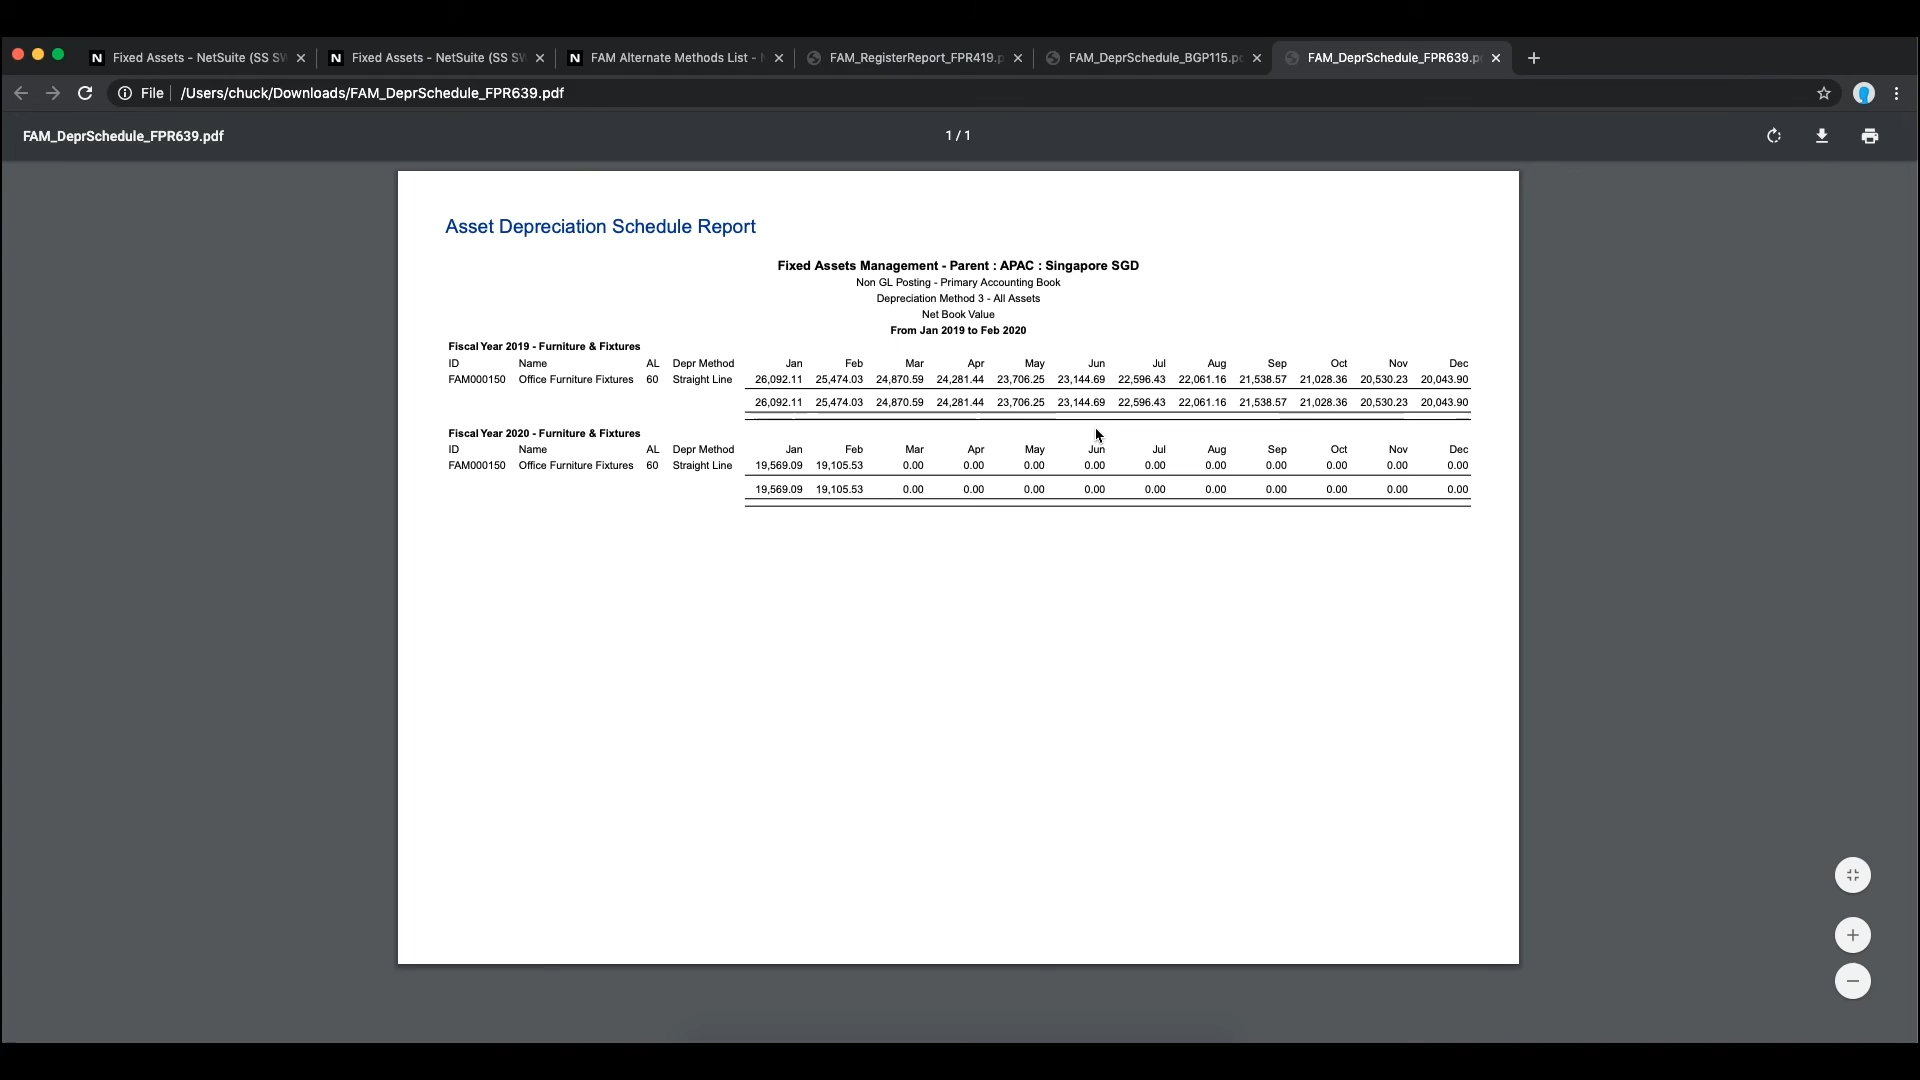 Fixed Assets - NetSuite (SS SW
Fixed Assets - NetSuite (SS SW
FAM Alternate Methods List - N
FAM_RegisterReport_FPR419.p
FAM_DeprSchedule_BGP115.pd
FAM_DeprSchedule_FPR639.p
File /Users/chuck/Downloads/FAM_DeprSchedule_FPR639.pdf
FAM_DeprSchedule_FPR639.pdf 1 / 1
Asset Depreciation Schedule Report
Fixed Assets Management - Parent : APAC : Singapore SGD
Non GL Posting - Primary Accounting Book
Depreciation Method 3 - All Assets
Net Book Value
From Jan 2019 to Feb 2020
Fiscal Year 2019 - Furniture & Fixtures
ID Name AL Depr Method Jan Feb Mar Apr May Jun Jul Aug Sep Oct Nov Dec
FAM000150 Office Furniture Fixtures 60 Straight Line 26,092.11 25,474.03 24,870.59 24,281.44 23,706.25 23,144.69 22,596.43 22,061.16 21,538.57 21,028.36 20,530.23 20,043.90
26,092.11 25,474.03 24,870.59 24,281.44 23,706.25 23,144.69 22,596.43 22,061.16 21,538.57 21,028.36 20,530.23 20,043.90
Fiscal Year 2020 - Furniture & Fixtures
ID Name AL Depr Method Jan Feb Mar Apr May Jun Jul Aug Sep Oct Nov Dec
FAM000150 Office Furniture Fixtures 60 Straight Line 19,569.09 19,105.53 0.00 0.00 0.00 0.00 0.00 0.00 0.00 0.00 0.00 0.00
19,569.09 19,105.53 0.00 0.00 0.00 0.00 0.00 0.00 0.00 0.00 0.00 0.00